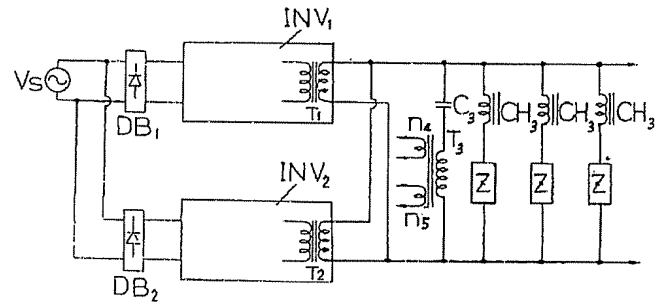 INV₁
VS
DB₁
T₁
C₃
CH₃
CH₃
CH₃
n₄
T₃
Z
Z
Z
INV₂
n₅
T₂
DB₂